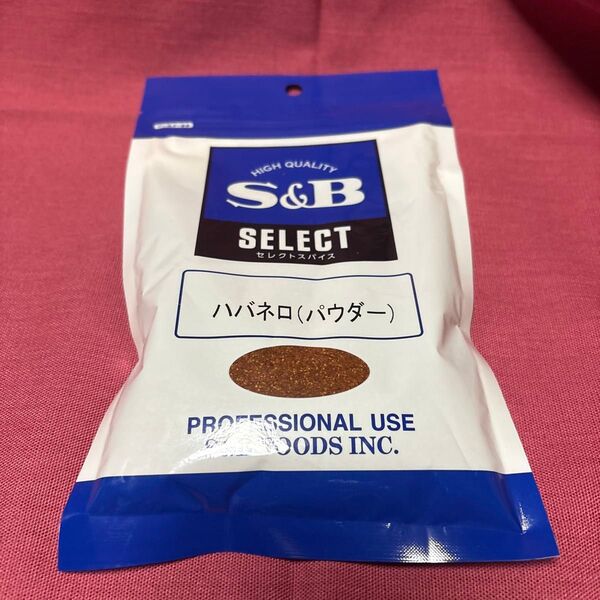 HIGH QUALITY
S&B
SELECT
セレクトスパイス
ハバネロ(パウダー)
PROFESSIONAL USE
S&B FOODS INC.